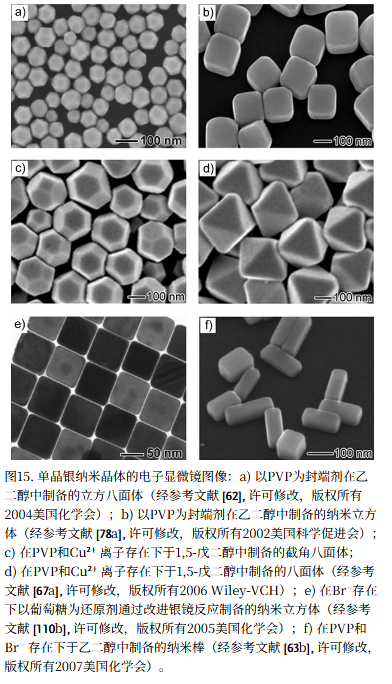 a)
100 nm
b)
100 nm
c)
100 nm
d)
100 nm
e)
50 nm
f)
100 nm
图15. 单晶银纳米晶体的电子显微镜图像：a) 以PVP为封端剂在乙
二醇中制备的立方八面体（经参考文献 [62], 许可修改，版权所有
2004美国化学会）；b) 以PVP为封端剂在乙二醇中制备的纳米立方
体（经参考文献 [78a], 许可修改，版权所有2002美国科学促进会）；
c) 在PVP和Cu²⁺ 离子存在下于1,5-戊二醇中制备的截角八面体；
d) 在PVP和Cu²⁺ 离子存在下于1,5-戊二醇中制备的八面体（经参考
文献 [67a], 许可修改，版权所有2006 Wiley-VCH）；e) 在Br⁻ 存在
下以葡萄糖为还原剂通过改进银镜反应制备的纳米立方体（经参考
文献 [110b], 许可修改，版权所有2005美国化学会）；f) 在PVP和
Br⁻ 存在下于乙二醇中制备的纳米棒（经参考文献 [63b], 许可修改，
版权所有2007美国化学会）。